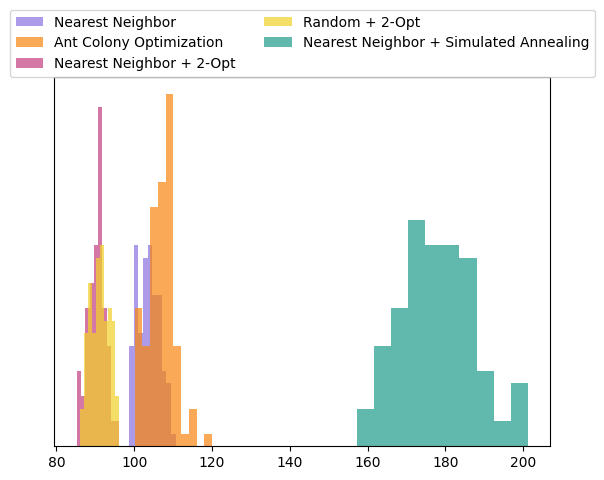 Nearest Neighbor
Ant Colony Optimization
Nearest Neighbor + 2-Opt
Random + 2-Opt
Nearest Neighbor + Simulated Annealing
80 100 120 140 160 180 200